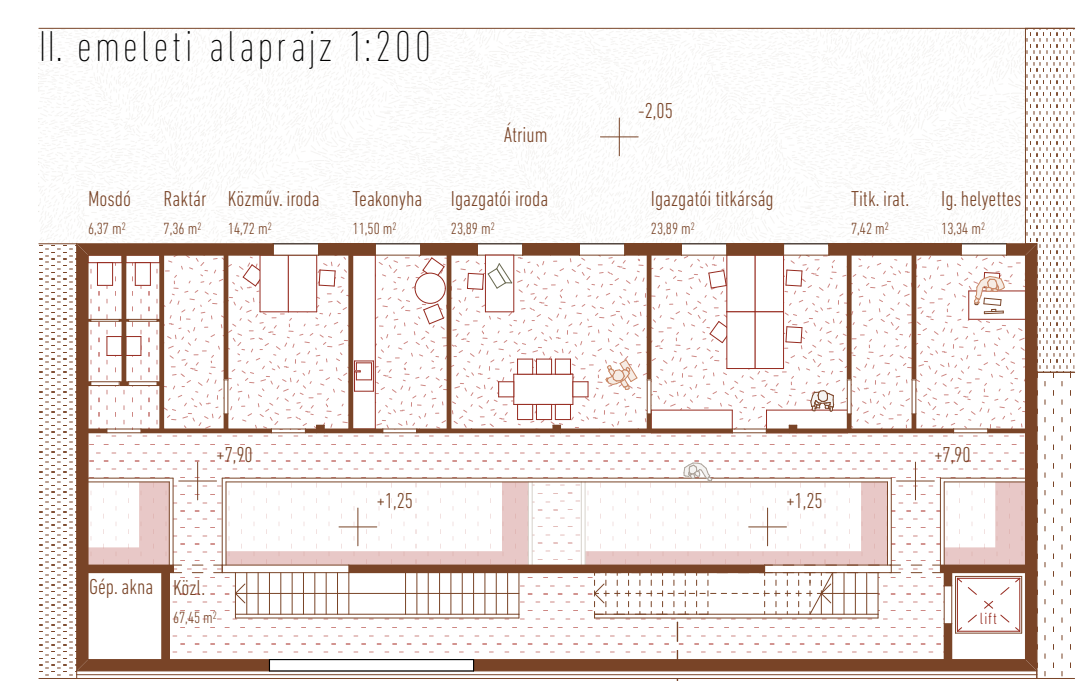 II. emeleti alaprajz 1:200
-2,05
Átrium
Mosdó Raktár Közműv. iroda Teakonyha Igazgatói iroda Igazgatói titkárság Titk. irat. Ig. helyettes
6,37 m² 7,36 m² 14,72 m² 11,50 m² 23,89 m² 23,89 m² 7,42 m² 13,34 m²
+7,90 +7,90
+1,25 +1,25
Gép. akna Közl.
67,45 m²
lift